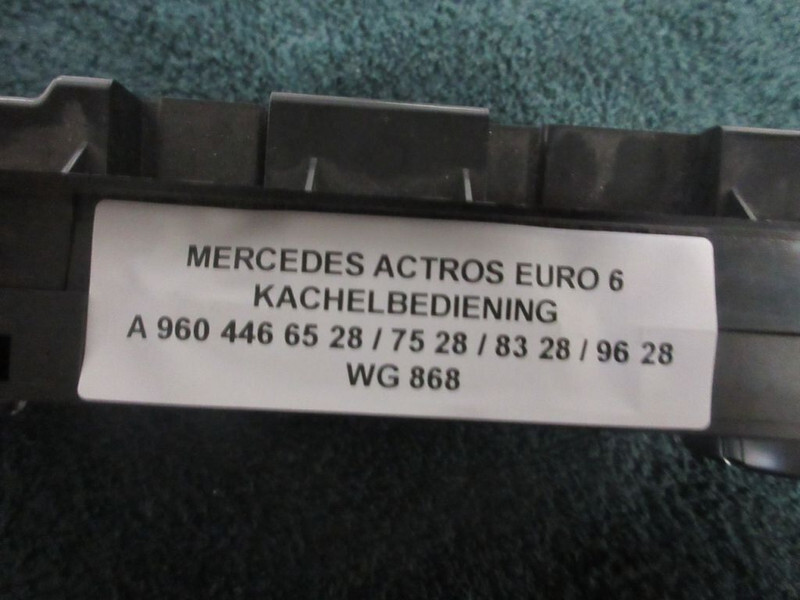 MERCEDES ACTROS EURO 6
KACHELBEDIENING
A 960 446 65 28 / 75 28 / 83 28 / 96 28
WG 868